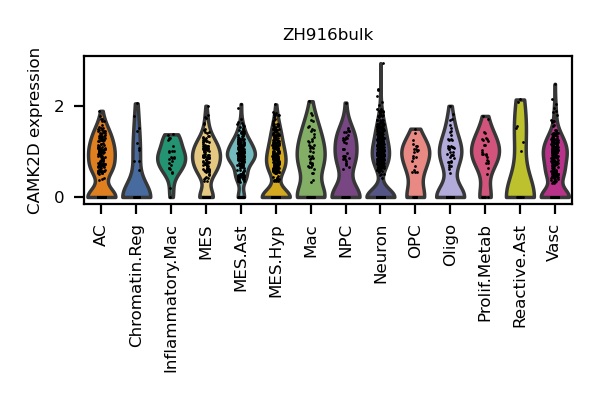 ZH916bulk
CAMK2D expression
2
0
AC
Chromatin.Reg
Inflammatory.Mac
MES
MES.Ast
MES.Hyp
Mac
NPC
Neuron
OPC
Oligo
Prolif.Metab
Reactive.Ast
Vasc